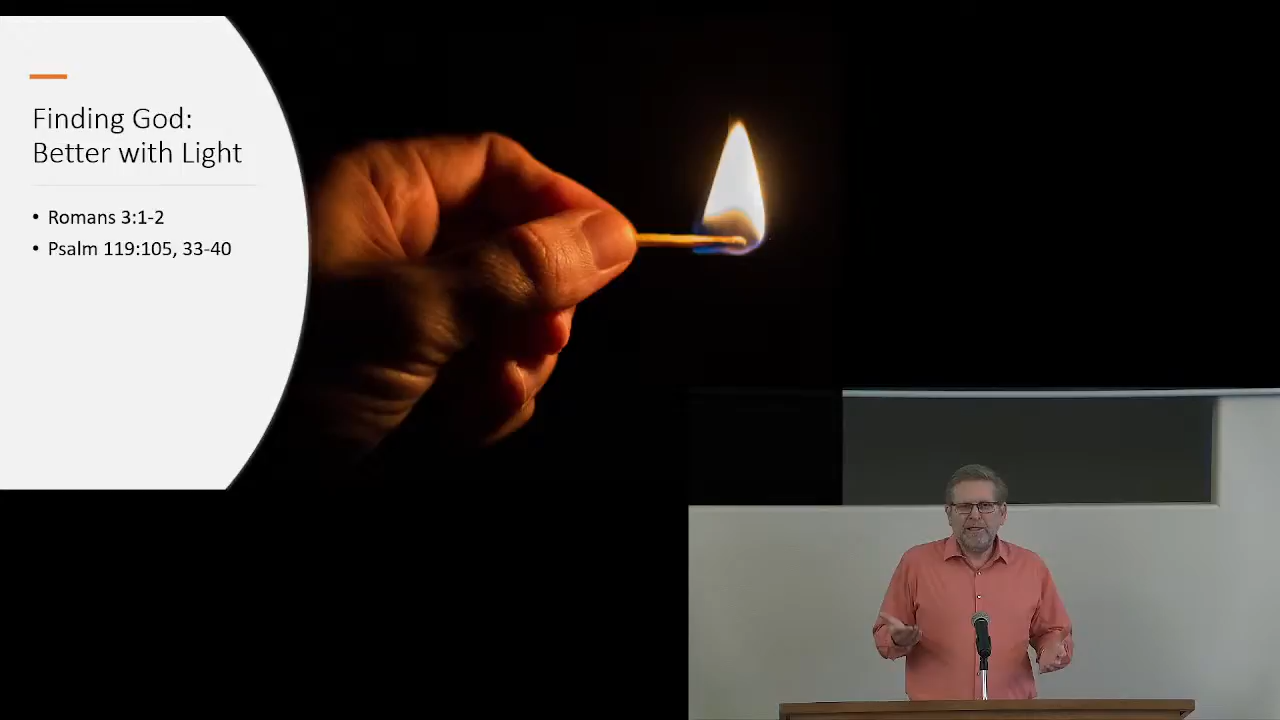 Finding God:
Better with Light
• Romans 3:1-2
• Psalm 119:105, 33-40